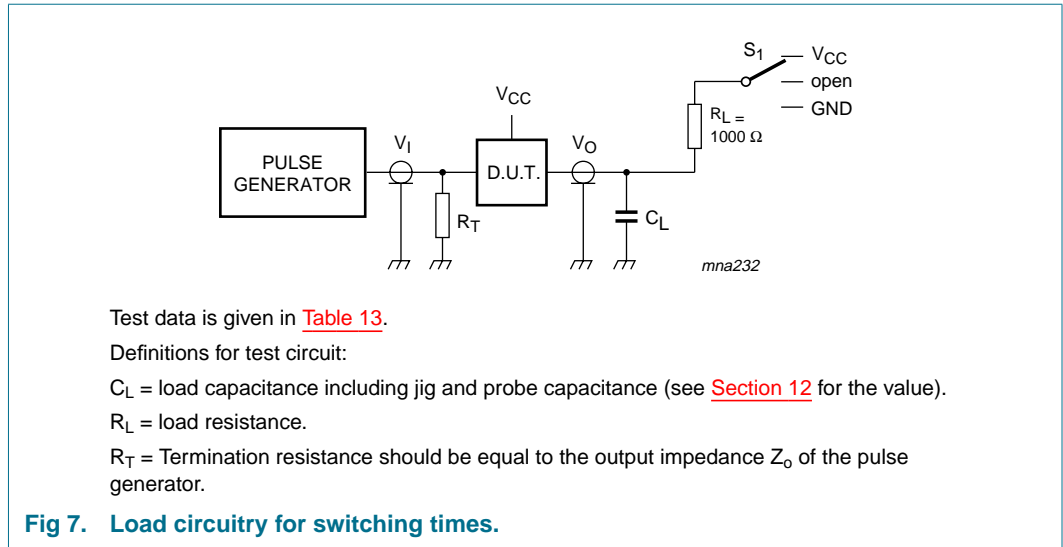 S1
VCC
open
GND
RL =
1000 Ω
VCC
VI
VO
PULSE
GENERATOR
D.U.T.
RT
CL
mna232
Test data is given in Table 13.
Definitions for test circuit:
CL = load capacitance including jig and probe capacitance (see Section 12 for the value).
RL = load resistance.
RT = Termination resistance should be equal to the output impedance Zo of the pulse
generator.
Fig 7. Load circuitry for switching times.